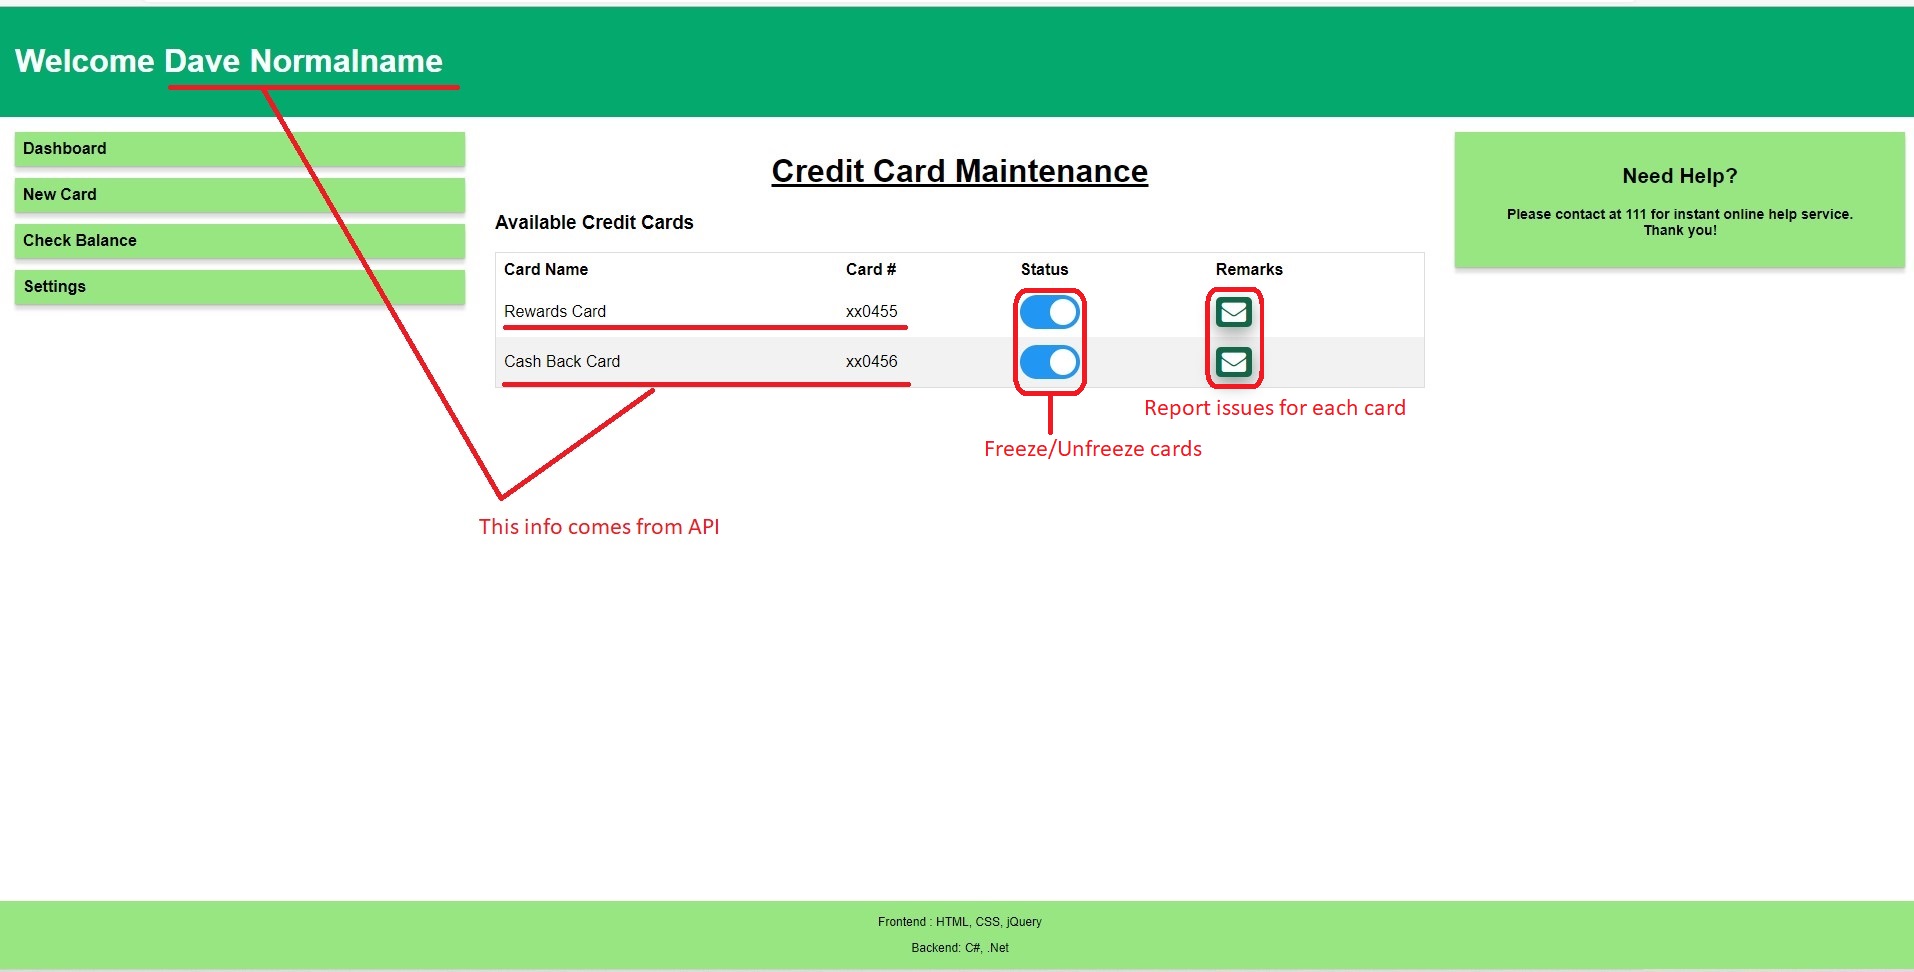 Welcome Dave Normalname
Dashboard
New Card
Check Balance
Settings
Credit Card Maintenance
Available Credit Cards
Card Name Card # Status Remarks
Rewards Card xx0455
Cash Back Card xx0456
Report issues for each card
Freeze/Unfreeze cards
This info comes from API
Need Help?
Please contact at 111 for instant online help service.
Thank you!
Frontend : HTML, CSS, jQuery
Backend: C#, .Net